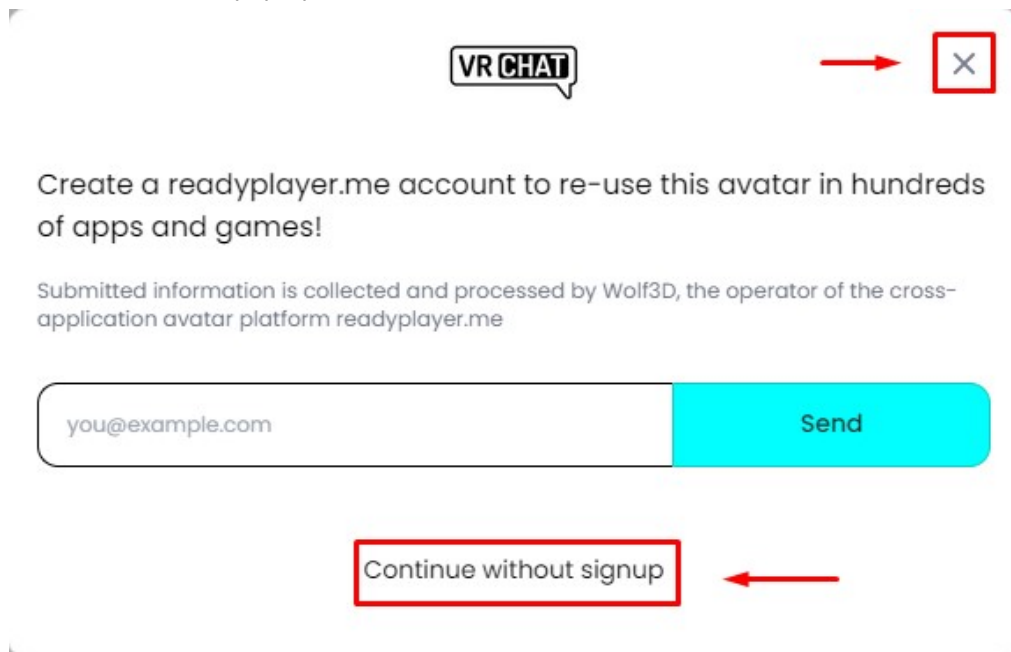 VR CHAT
Create a readyplayer.me account to re-use this avatar in hundreds
of apps and games!
Submitted information is collected and processed by Wolf3D, the operator of the cross-
application avatar platform readyplayer.me
you@example.com
Send
Continue without signup